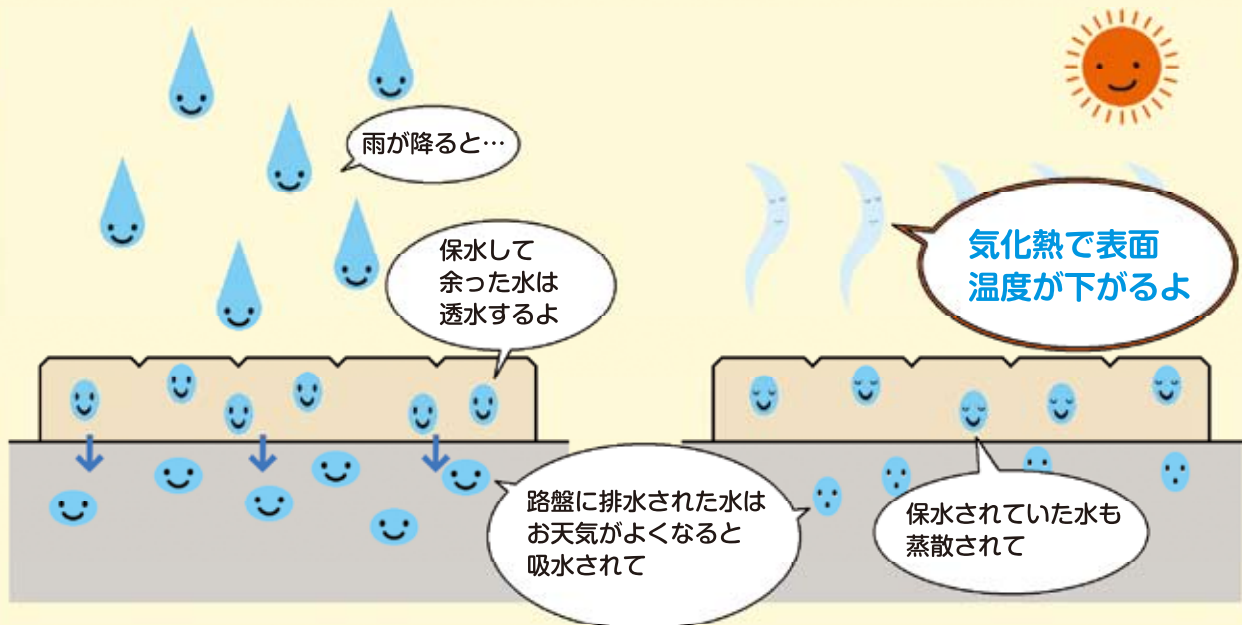 雨が降ると…
保水して
余った水は
透水するよ
路盤に排水された水は
お天気がよくなると
吸水されて
保水されていた水も
蒸散されて
気化熱で表面
温度が下がるよ